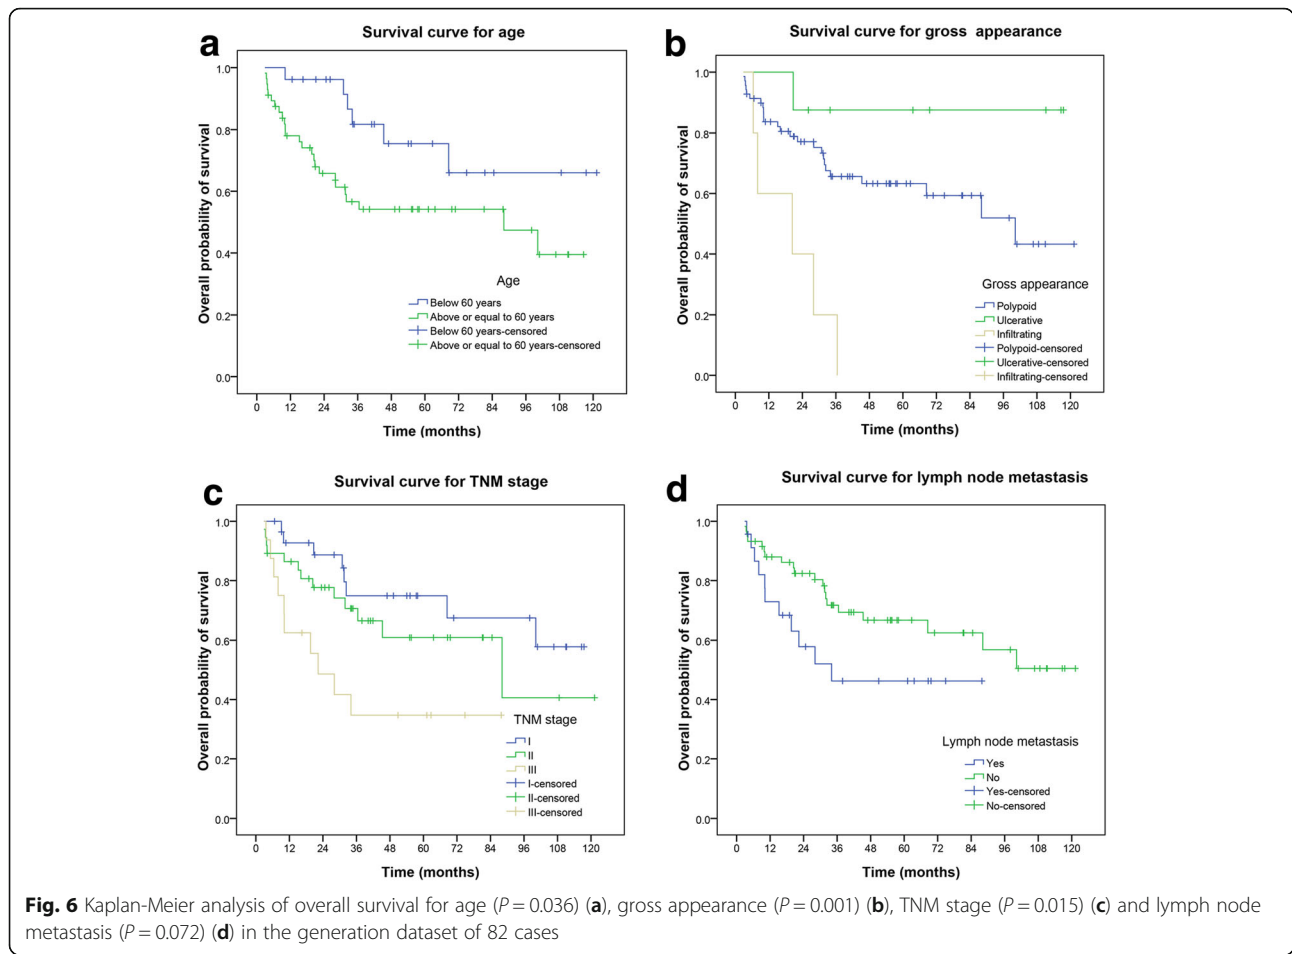 a
Survival curve for age
Overall probability of survival
1.0
0.8
0.6
0.4
0.2
0.0
Age
Below 60 years
Above or equal to 60 years
Below 60 years-censored
Above or equal to 60 years-censored
0 12 24 36 48 60 72 84 96 108 120
Time (months)
b
Survival curve for gross appearance
Overall probability of survival
1.0
0.8
0.6
0.4
0.2
0.0
Gross appearance
Polypoid
Ulcerative
Infiltrating
Polypoid-censored
Ulcerative-censored
Infiltrating-censored
0 12 24 36 48 60 72 84 96 108 120
Time (months)
c
Survival curve for TNM stage
Overall probability of survival
1.0
0.8
0.6
0.4
0.2
0.0
TNM stage
I
II
III
I-censored
II-censored
III-censored
0 12 24 36 48 60 72 84 96 108 120
Time (months)
d
Survival curve for lymph node metastasis
Overall probability of survival
1.0
0.8
0.6
0.4
0.2
0.0
Lymph node metastasis
Yes
No
Yes-censored
No-censored
0 12 24 36 48 60 72 84 96 108 120
Time (months)
Fig. 6 Kaplan-Meier analysis of overall survival for age (P = 0.036) (a), gross appearance (P = 0.001) (b), TNM stage (P = 0.015) (c) and lymph node
metastasis (P = 0.072) (d) in the generation dataset of 82 cases